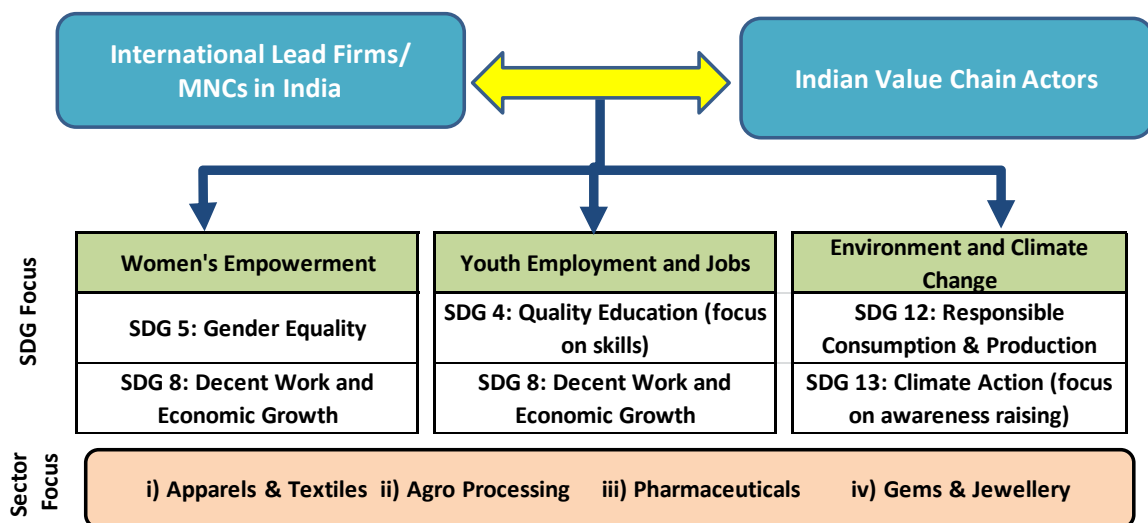 International Lead Firms/
MNCs in India
Indian Value Chain Actors
SDG Focus
Women's Empowerment
SDG 5: Gender Equality
SDG 8: Decent Work and
Economic Growth
Youth Employment and Jobs
SDG 4: Quality Education (focus
on skills)
SDG 8: Decent Work and
Economic Growth
Environment and Climate
Change
SDG 12: Responsible
Consumption & Production
SDG 13: Climate Action (focus
on awareness raising)
Sector
Focus
i) Apparels & Textiles ii) Agro Processing iii) Pharmaceuticals iv) Gems & Jewellery